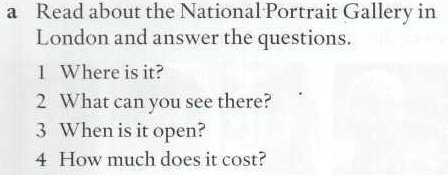 a Read about the National Portrait Gallery in
London and answer the questions.
1 Where is it?
2 What can you see there?
3 When is it open?
4 How much does it cost?